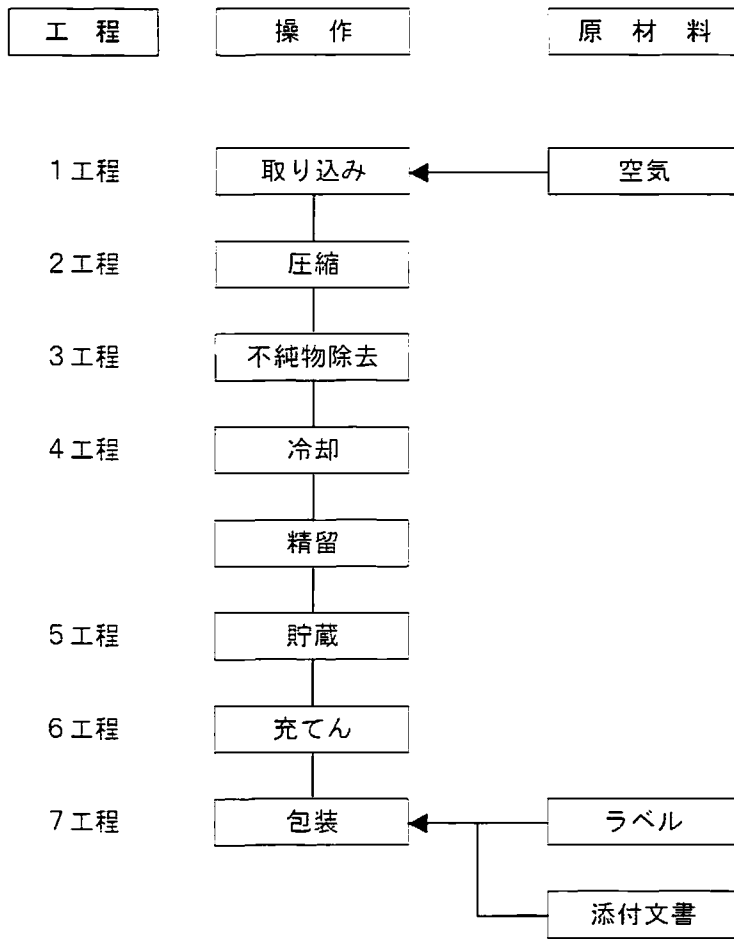 工程 操作 原材料
1工程 取り込み 空気
2工程 圧縮
3工程 不純物除去
4工程 冷却
精留
5工程 貯蔵
6工程 充てん
7工程 包装 ラベル
添付文書